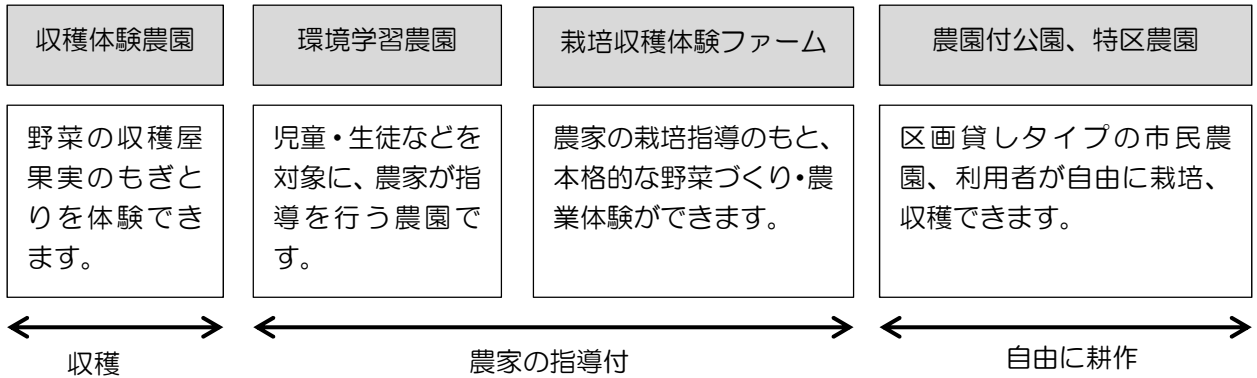 収穫体験農園
環境学習農園
栽培収穫体験ファーム
農園付公園、特区農園
野菜の収穫屋
果実のもぎと
りを体験でき
ます。
児童・生徒などを
対象に、農家が指
導を行う農園で
す。
農家の栽培指導のもと、
本格的な野菜づくり・農
業体験ができます。
区画貸しタイプの市民農
園、利用者が自由に栽培、
収穫できます。
収穫
農家の指導付
自由に耕作